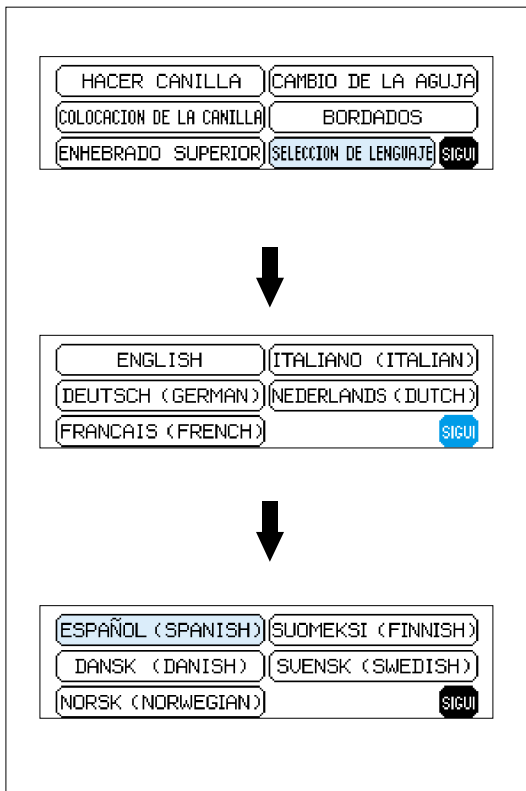 HACER CANILLA CAMBIO DE LA AGUJA
COLOCACION DE LA CANILLA BORDADOS
ENHEBRADO SUPERIOR SELECCION DE LENGUAJE SIGUI
ENGLISH ITALIANO (ITALIAN)
DEUTSCH (GERMAN) NEDERLANDS (DUTCH)
FRANCAIS (FRENCH) SIGUI
ESPAÑOL (SPANISH) SUOMEKSI (FINNISH)
DANSK (DANISH) SVENSK (SWEDISH)
NORSK (NORWEGIAN) SIGUI